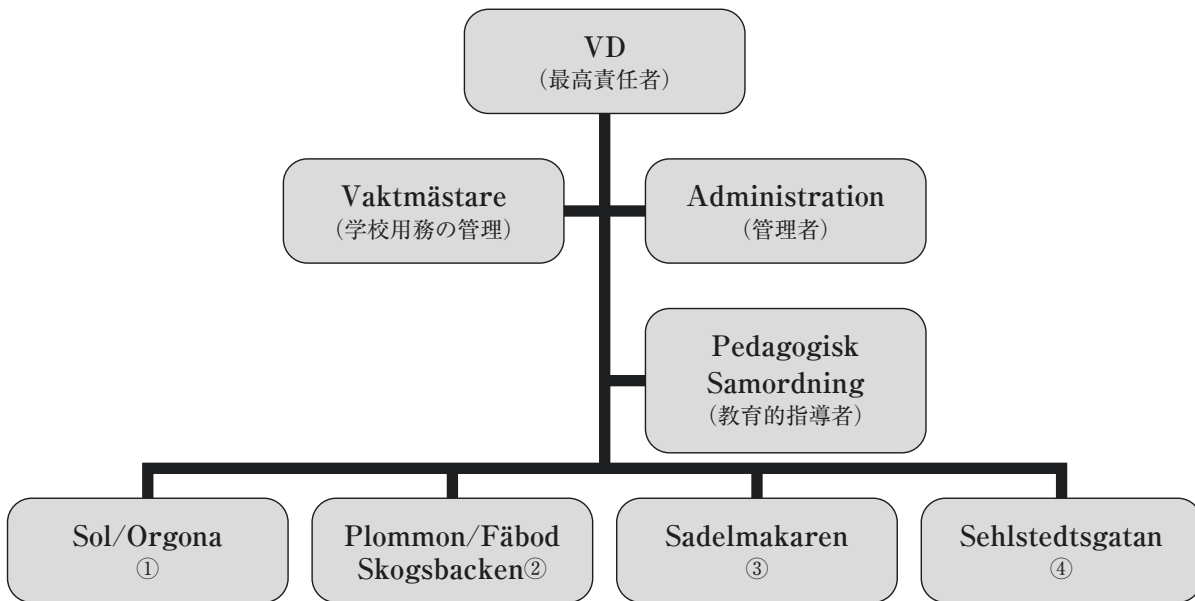 VD
（最高責任者）
Vaktmästare
（学校用務の管理）
Administration
（管理者）
Pedagogisk
Samordning
（教育的指導者）
Sol/Orgona
①
Plommon/Fäbod
Skogsbacken②
Sadelmakaren
③
Sehlstedtsgatan
④